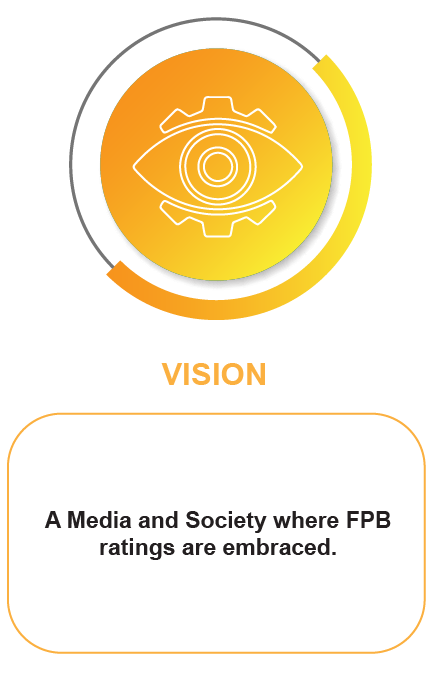 VISION
A Media and Society where FPB
ratings are embraced.